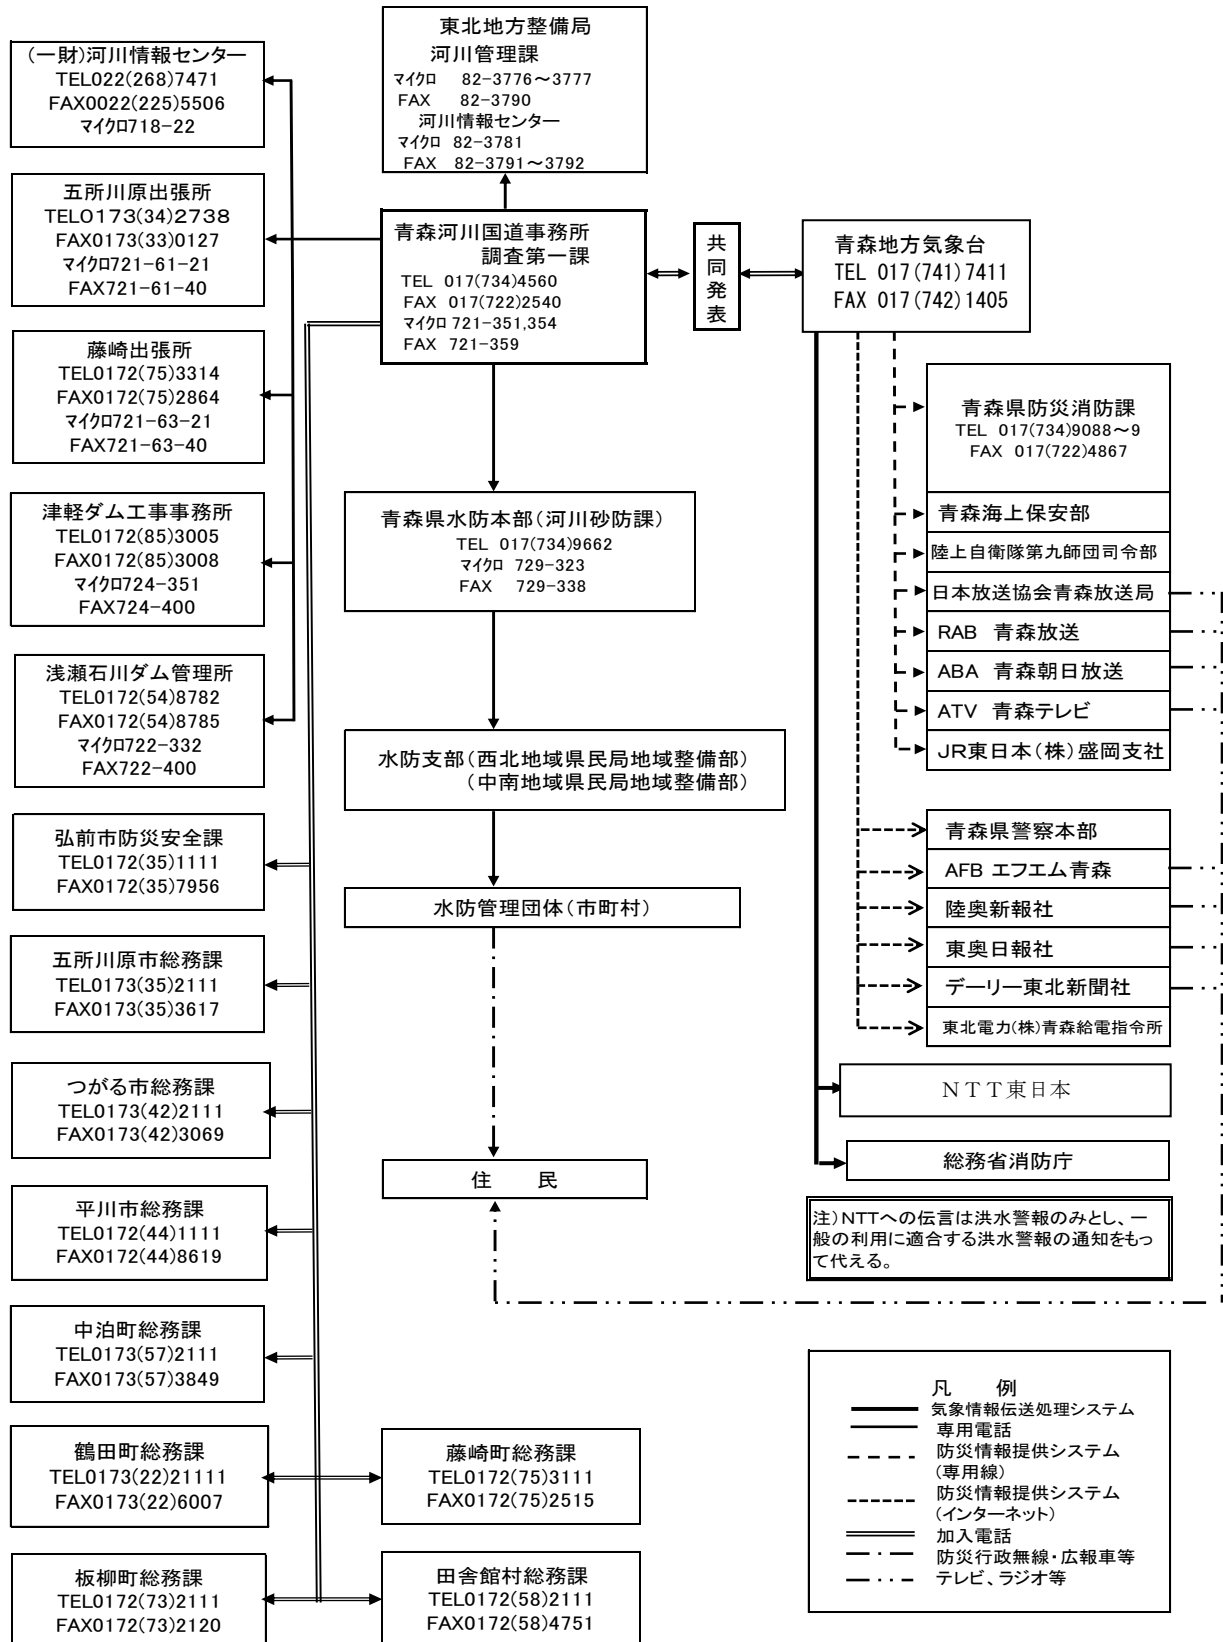 東北地方整備局
河川管理課
マイクロ 82-3776～3777
FAX 82-3790
河川情報センター
マイクロ 82-3781
FAX 82-3791～3792
(一財)河川情報センター
TEL022(268)7471
FAX0022(225)5506
マイクロ718-22
五所川原出張所
TEL0173(34)2738
FAX0173(33)0127
マイクロ721-61-21
FAX721-61-40
藤崎出張所
TEL0172(75)3314
FAX0172(75)2864
マイクロ721-63-21
FAX721-63-40
津軽ダム工事事務所
TEL0172(85)3005
FAX0172(85)3008
マイクロ724-351
FAX724-400
浅瀬石川ダム管理所
TEL0172(54)8782
FAX0172(54)8785
マイクロ722-332
FAX722-400
弘前市防災安全課
TEL0172(35)1111
FAX0172(35)7956
五所川原市総務課
TEL0173(35)2111
FAX0173(35)3617
つがる市総務課
TEL0173(42)2111
FAX0173(42)3069
平川市総務課
TEL0172(44)1111
FAX0172(44)8619
中泊町総務課
TEL0173(57)2111
FAX0173(57)3849
鶴田町総務課
TEL0173(22)21111
FAX0173(22)6007
板柳町総務課
TEL0172(73)2111
FAX0172(73)2120
青森河川国道事務所
調査第一課
TEL 017(734)4560
FAX 017(722)2540
マイクロ 721-351,354
FAX 721-359
共同発表
青森地方気象台
TEL 017(741)7411
FAX 017(742)1405
青森県水防本部(河川砂防課)
TEL 017(734)9662
マイクロ 729-323
FAX 729-338
水防支部(西北地域県民局地域整備部)
(中南地域県民局地域整備部)
水防管理団体(市町村)
住 民
藤崎町総務課
TEL0172(75)3111
FAX0172(75)2515
田舎館村総務課
TEL0172(58)2111
FAX0172(58)4751
青森県防災消防課
TEL 017(734)9088～9
FAX 017(722)4867
青森海上保安部
陸上自衛隊第九師団司令部
日本放送協会青森放送局
RAB 青森放送
ABA 青森朝日放送
ATV 青森テレビ
JR東日本(株)盛岡支社
青森県警察本部
AFB エフエム青森
陸奥新報社
東奥日報社
デーリー東北新聞社
東北電力(株)青森給電指令所
NTT東日本
総務省消防庁
注)NTTへの伝言は洪水警報のみとし、一
般の利用に適合する洪水警報の通知をもっ
て代える。
凡 例
気象情報伝送処理システム
専用電話
防災情報提供システム
(専用線)
防災情報提供システム
(インターネット)
加入電話
防災行政無線・広報車等
テレビ、ラジオ等